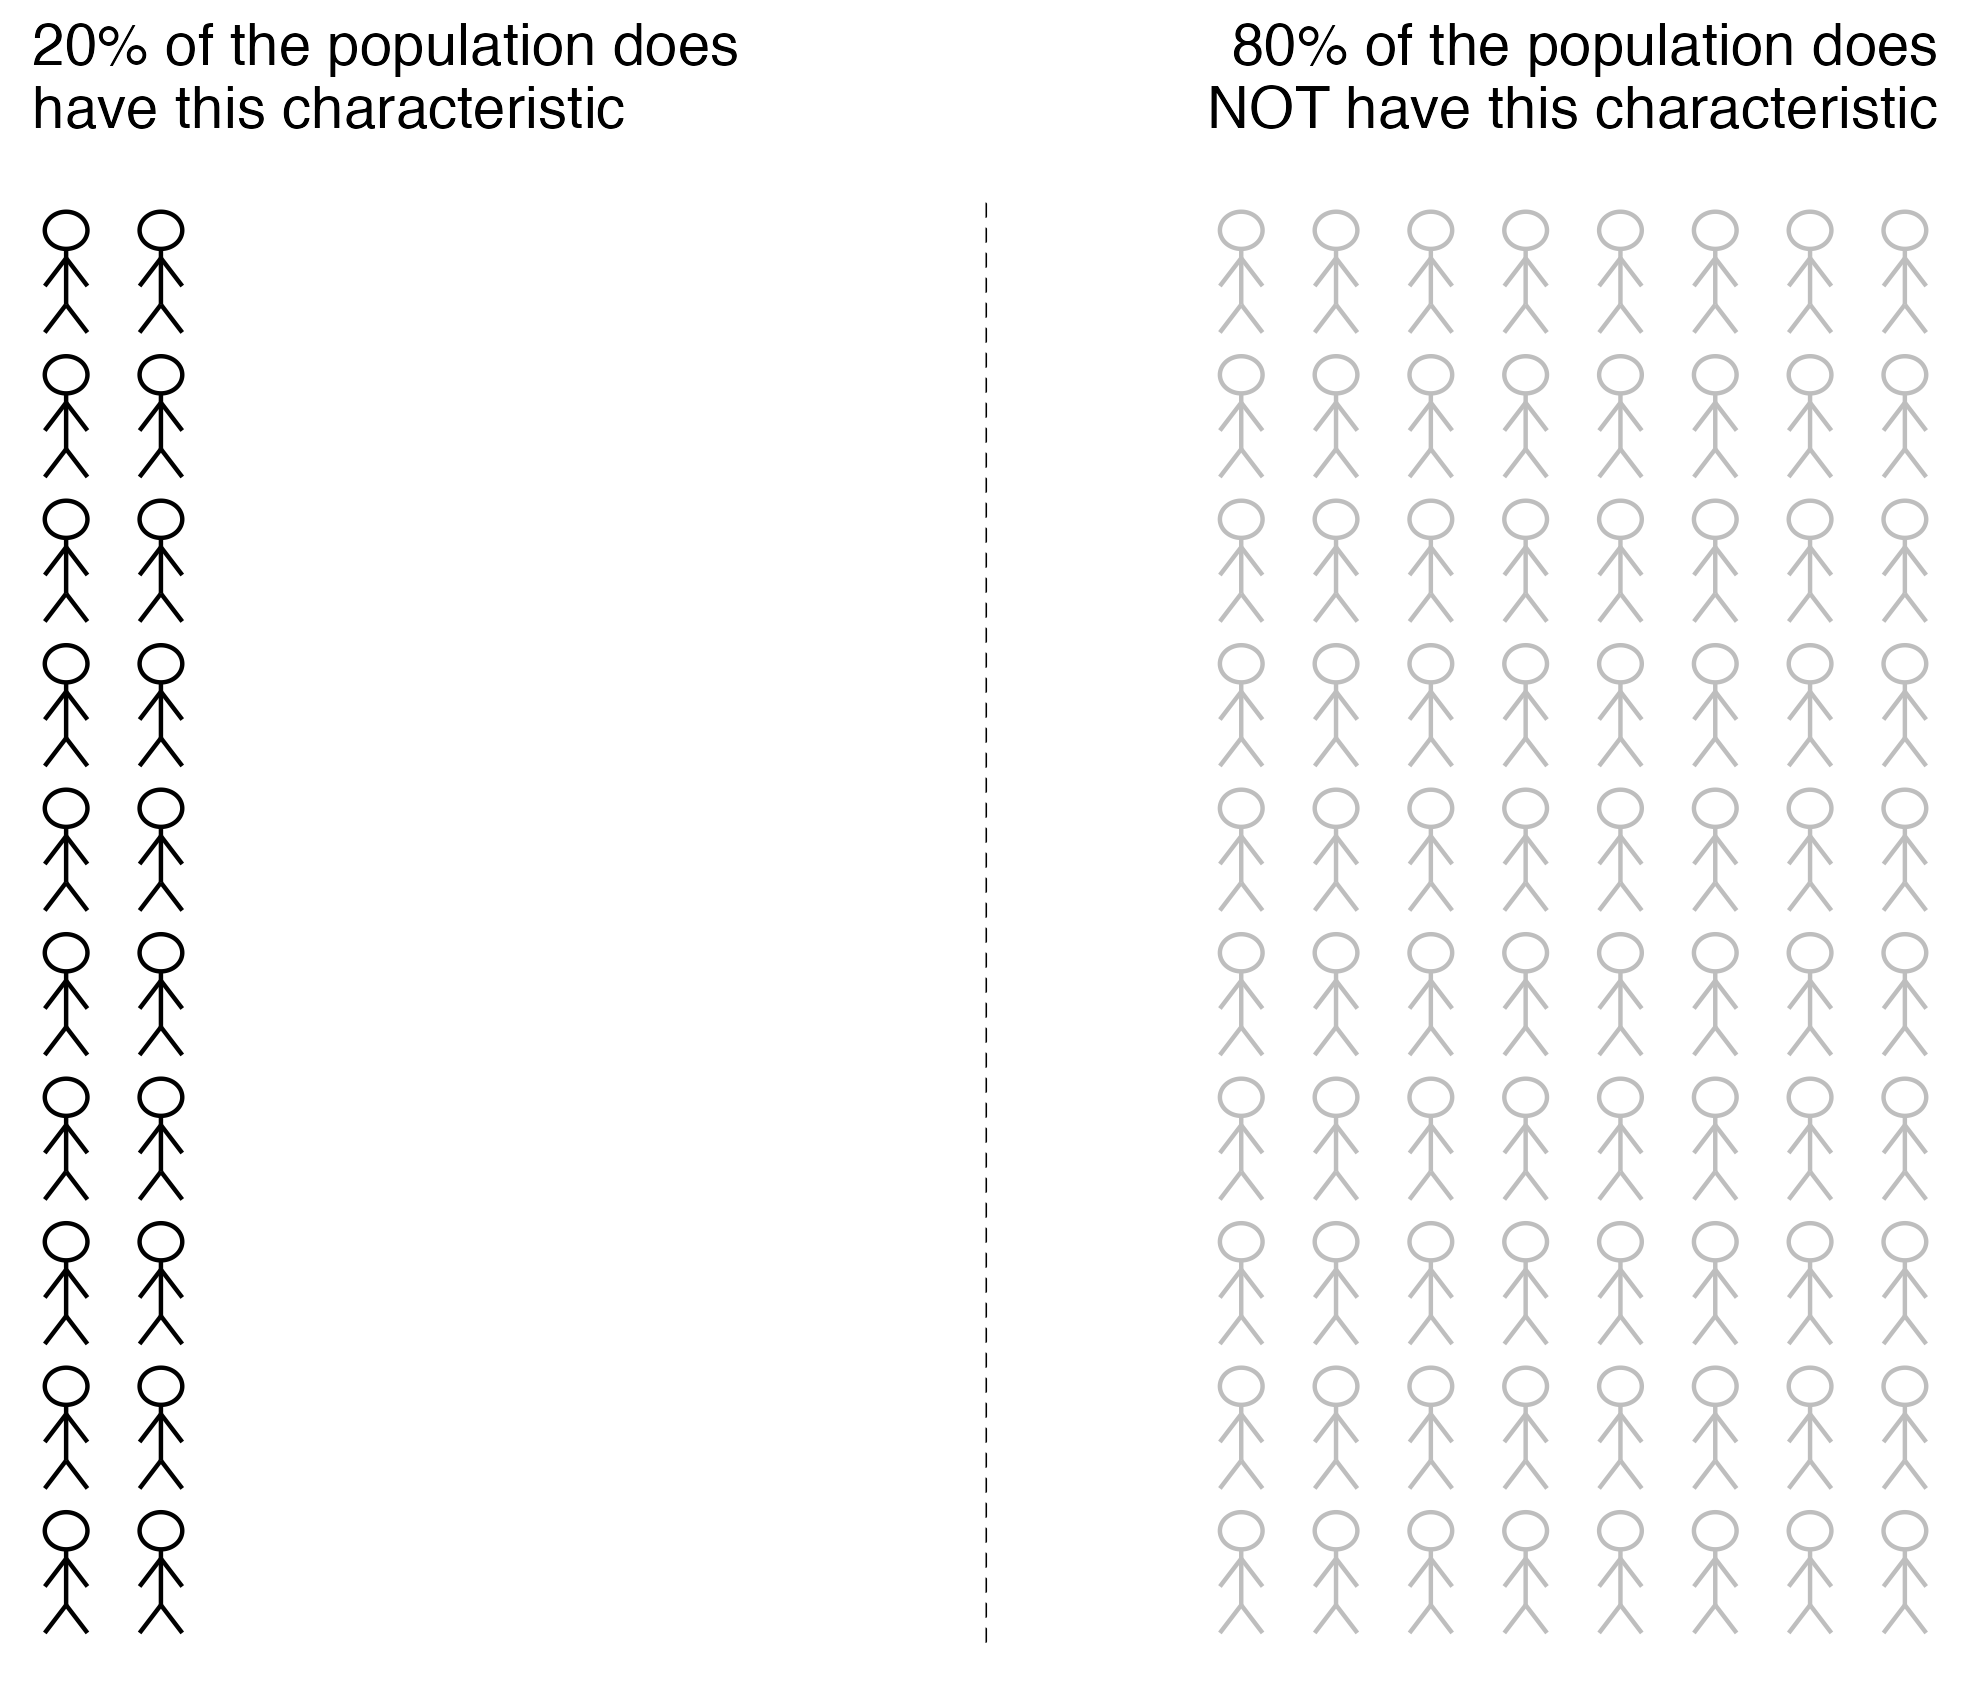 20% of the population does
have this characteristic
80% of the population does
NOT have this characteristic